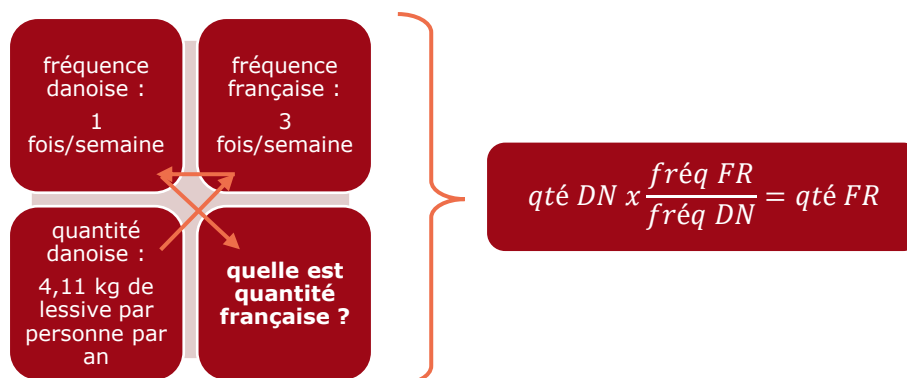 fréquence
danoise :
1
fois/semaine
fréquence
française :
3
fois/semaine
quantité
danoise :
4,11 kg de
lessive par
personne par
an
quelle est
quantité
française ?
qté DN x fréq FR / fréq DN = qté FR